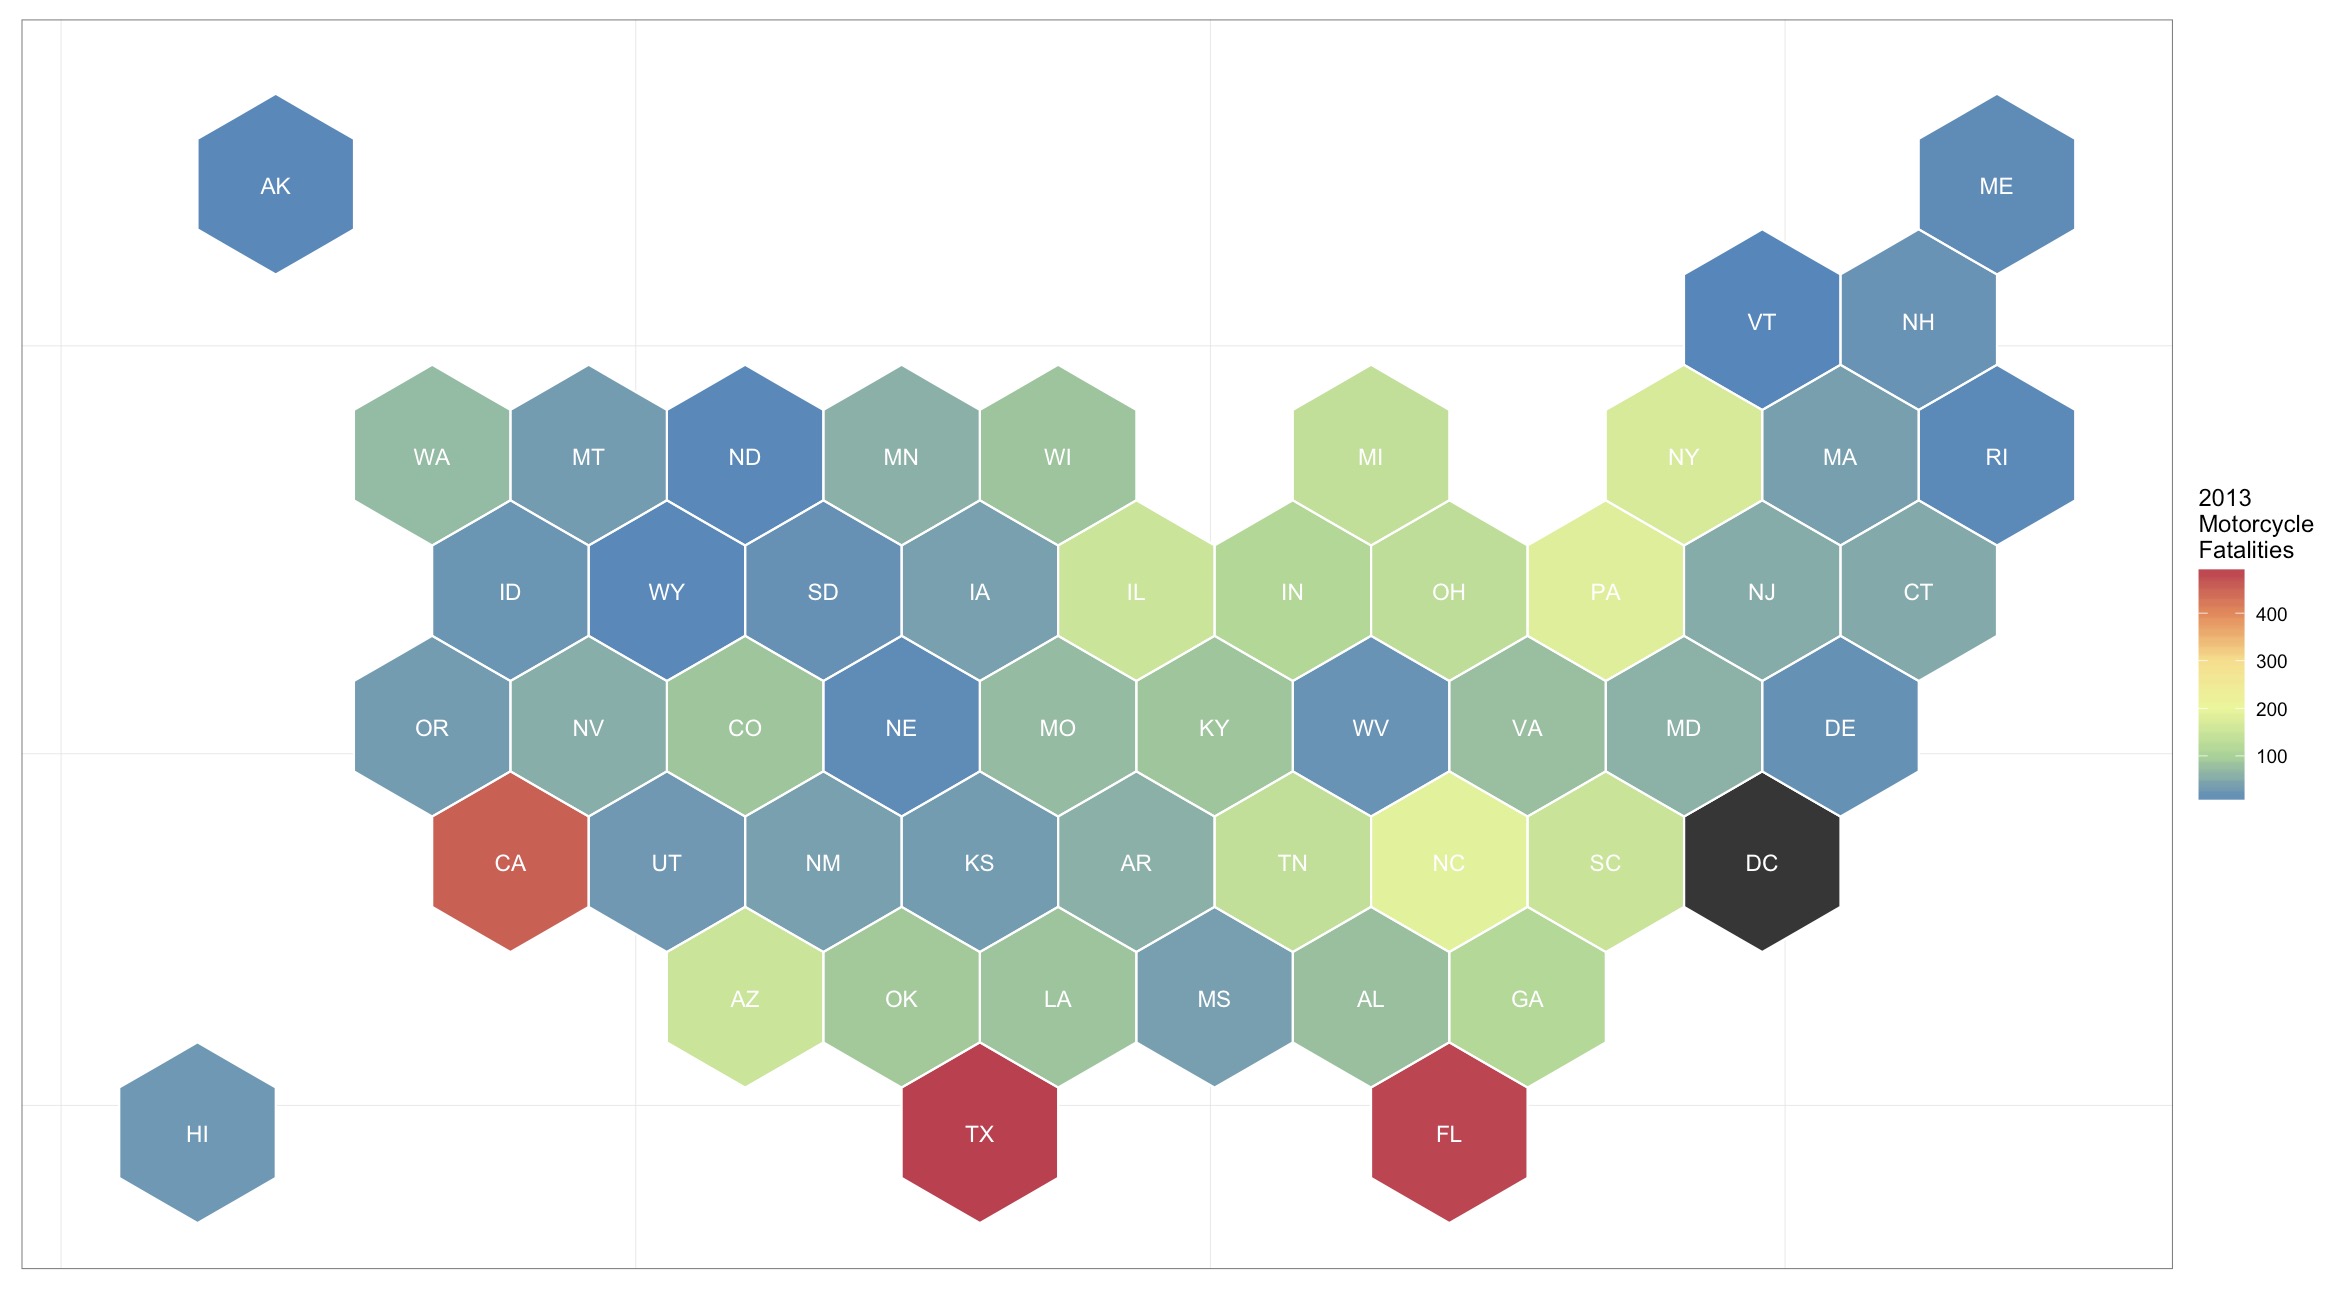 AK
ME
VT
NH
WA
MT
ND
MN
WI
MI
NY
MA
RI
ID
WY
SD
IA
IL
IN
OH
PA
NJ
CT
OR
NV
CO
NE
MO
KY
WV
VA
MD
DE
CA
UT
NM
KS
AR
TN
NC
SC
DC
AZ
OK
LA
MS
AL
GA
HI
TX
FL
2013
Motorcycle
Fatalities
400
300
200
100